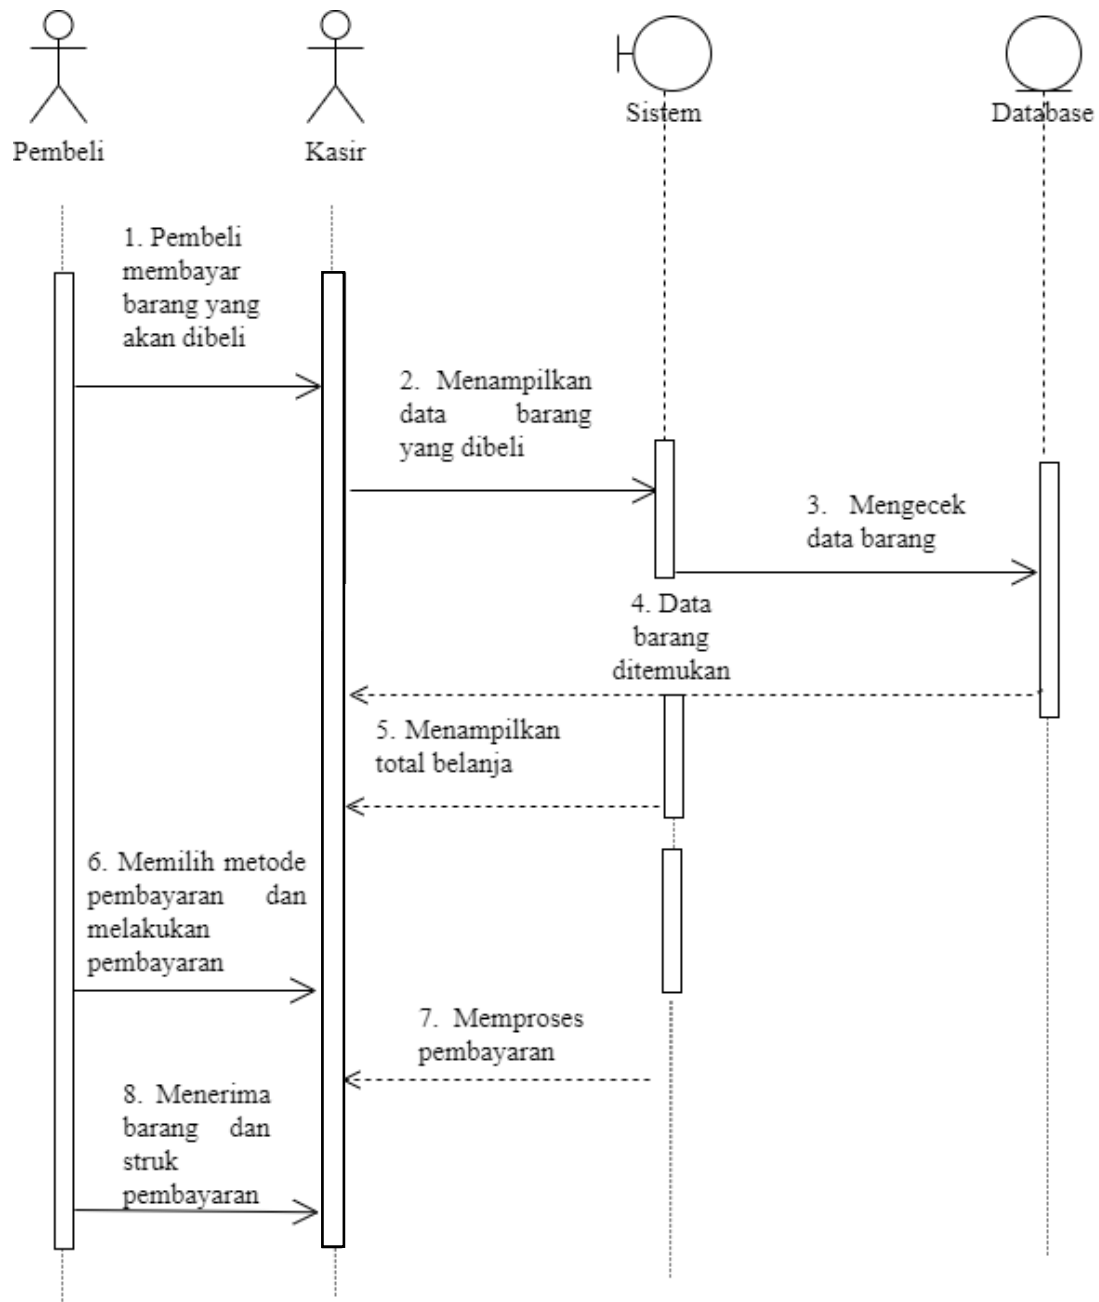 Pembeli
Kasir
Sistem
Database
1. Pembeli
membayar
barang yang
akan dibeli
2. Menampilkan
data barang
yang dibeli
3. Mengecek
data barang
4. Data
barang
ditemukan
5. Menampilkan
total belanja
6. Memilih metode
pembayaran dan
melakukan
pembayaran
7. Memproses
pembayaran
8. Menerima
barang dan
struk
pembayaran